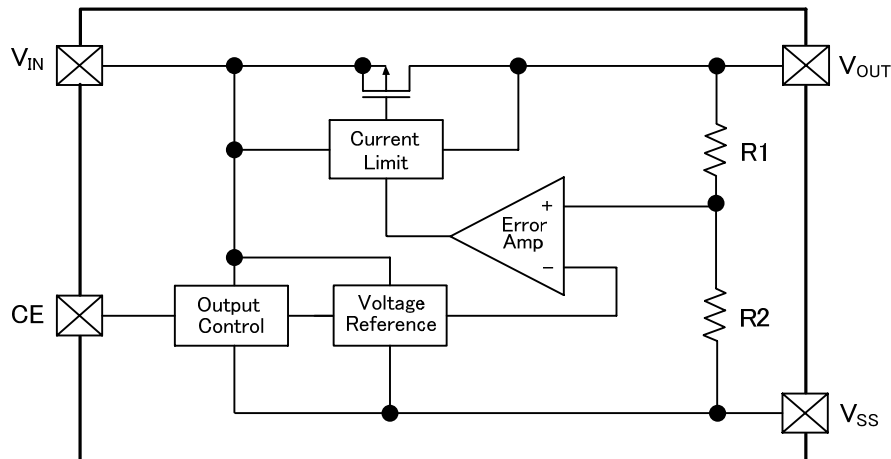 VIN
VOUT
Current
Limit
R1
+
Error
Amp
−
CE
Output
Control
Voltage
Reference
R2
VSS